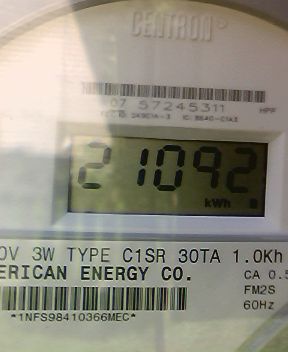 CENTRON®
07 57245311 HPF
21092
kWh
0V 3W TYPE C1SR 30TA 1.0Kh
ERICAN ENERGY CO. CA 0.5
FM2S
60Hz
*1NFS98410366MEC*